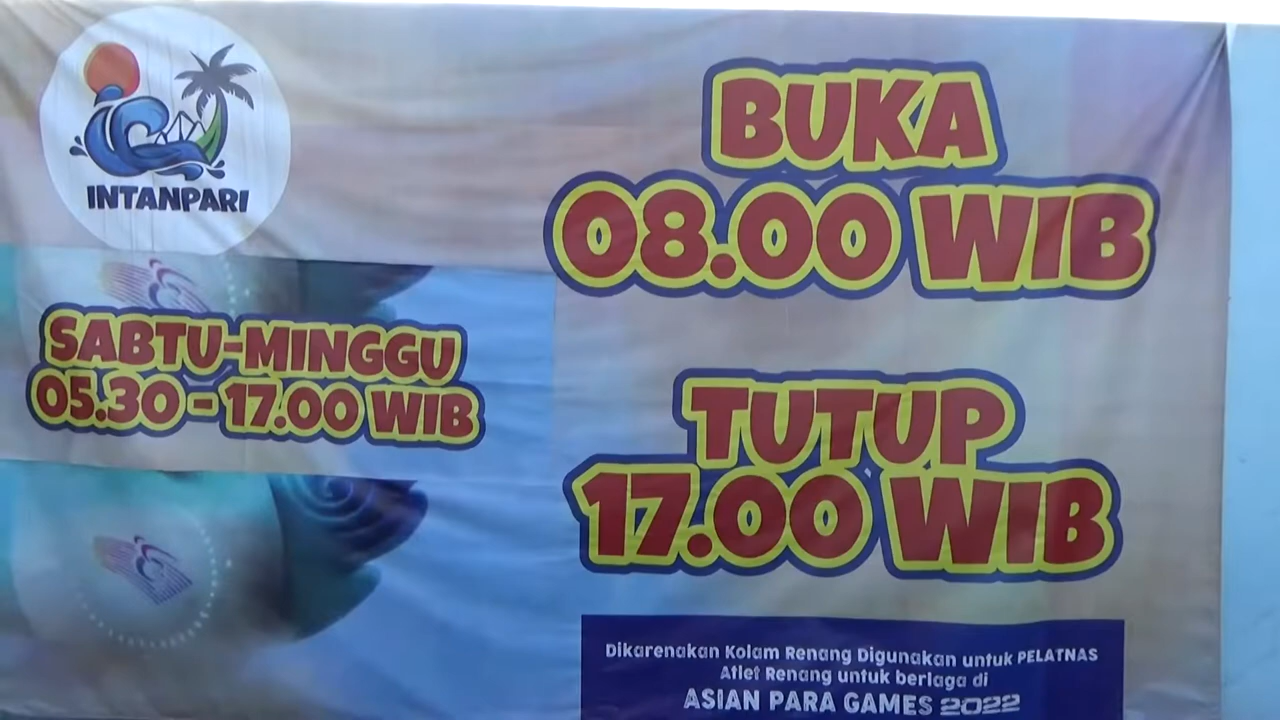 INTANPARI
SABTU-MINGGU
05.30 - 17.00 WIB
BUKA
08.00 WIB
TUTUP
17.00 WIB
Dikarenakan Kolam Renang Digunakan untuk PELATNAS
Atlet Renang untuk berlaga di
ASIAN PARA GAMES 2022